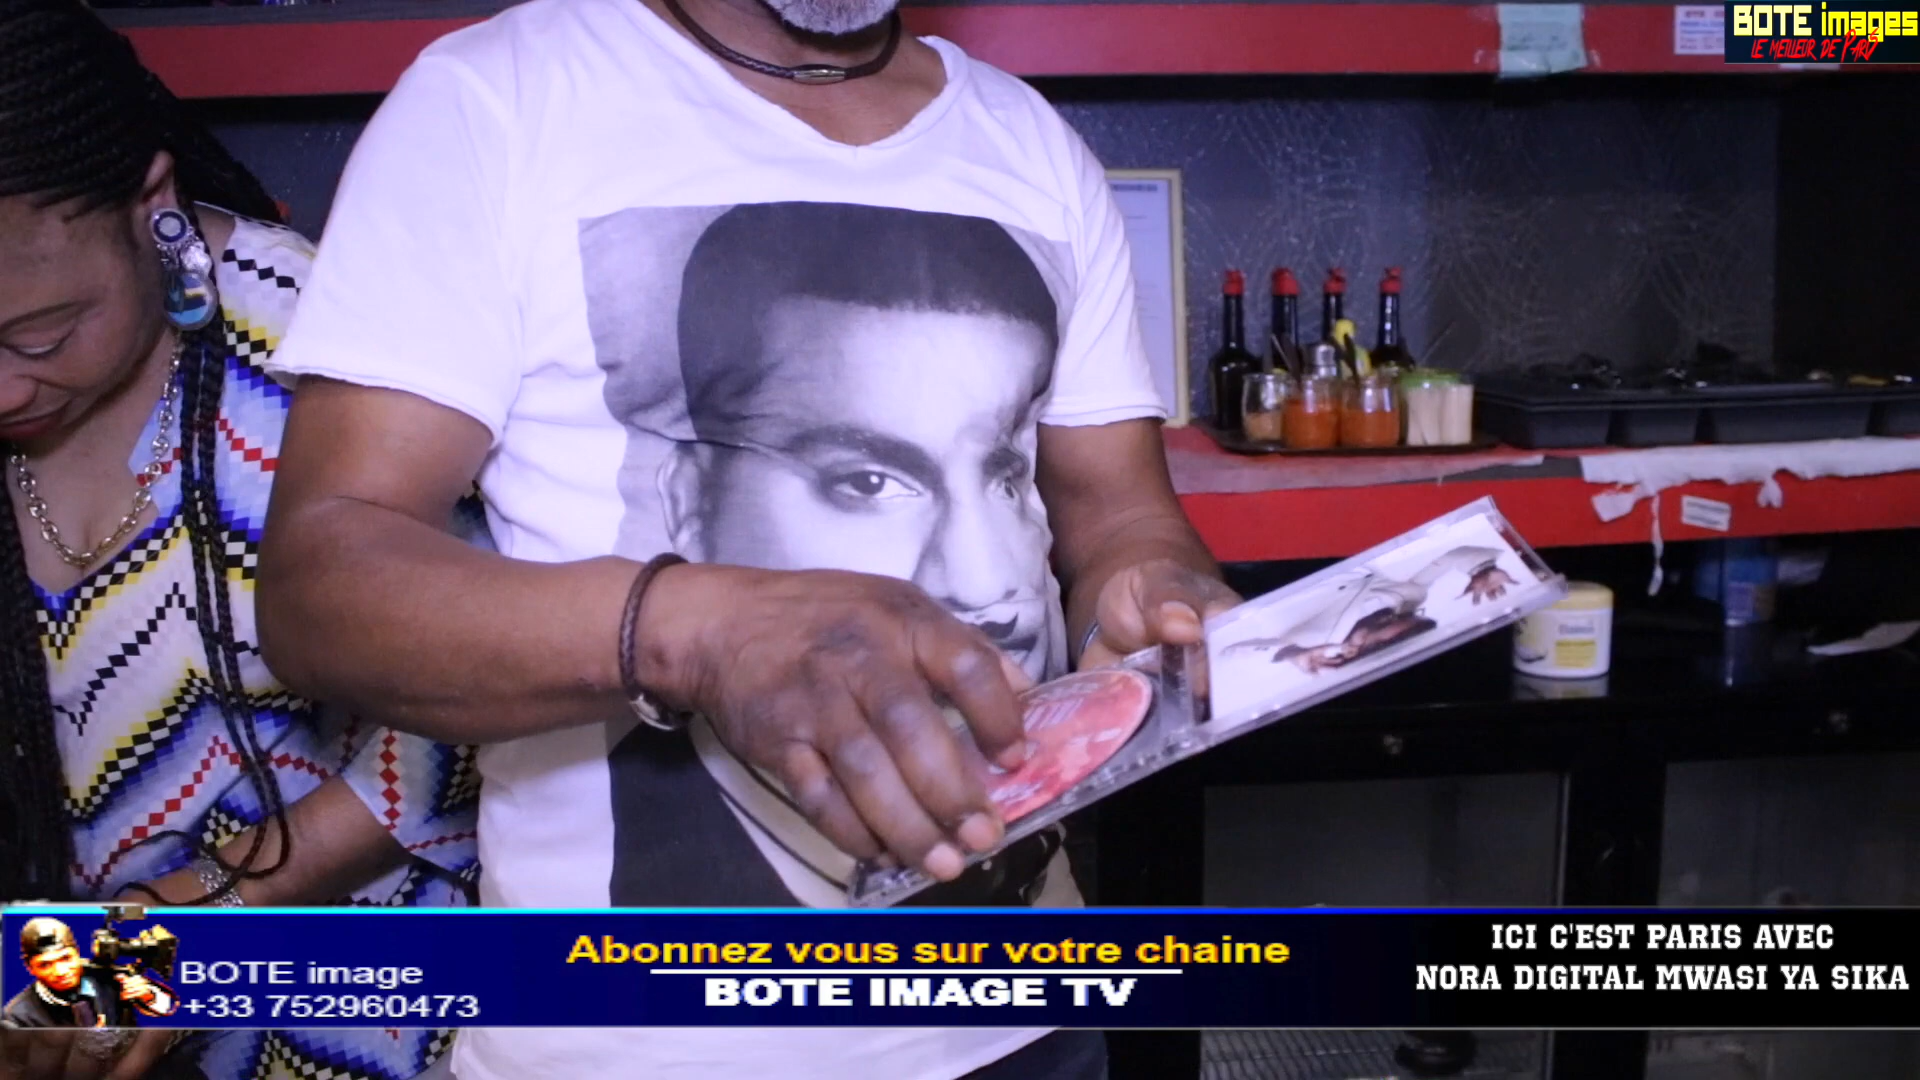 BOTE images
LE MEILLEUR DE PARIS
Abonnez vous sur votre chaine
BOTE IMAGE TV
BOTE image
+33 752960473
ICI C'EST PARIS AVEC
NORA DIGITAL MWASI YA SIKA